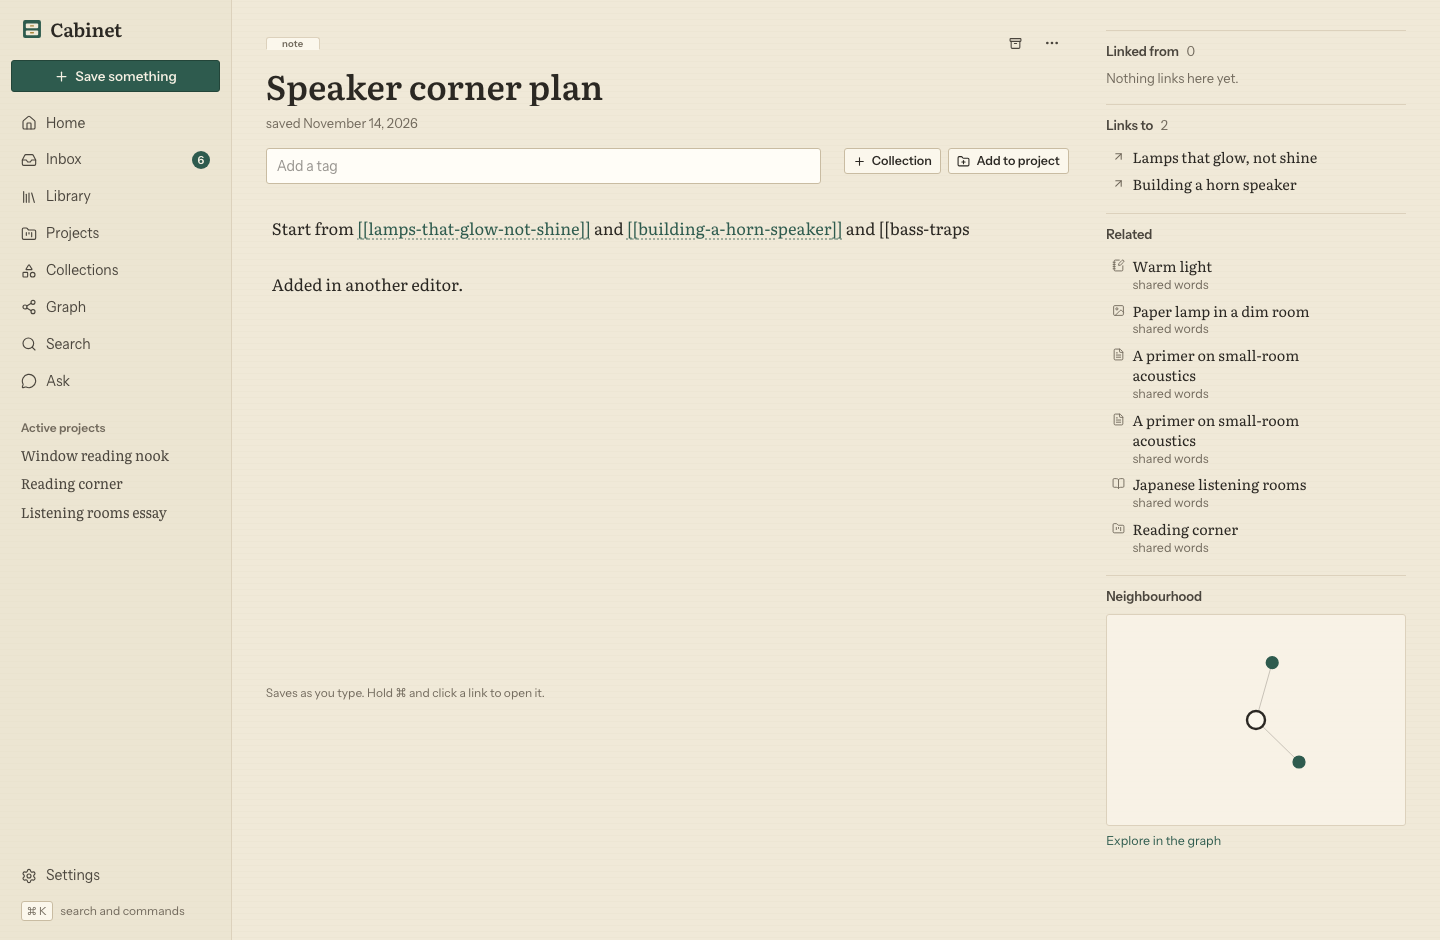 Cabinet
Save something
Home
Inbox 6
Library
Projects
Collections
Graph
Search
Ask
Active projects
Window reading nook
Reading corner
Listening rooms essay
Settings
⌘ K search and commands
note
Speaker corner plan
saved November 14, 2026
Add a tag
Collection
Add to project
Start from [[lamps-that-glow-not-shine]] and [[building-a-horn-speaker]] and [[bass-traps
Added in another editor.
Saves as you type. Hold ⌘ and click a link to open it.
Linked from 0
Nothing links here yet.
Links to 2
Lamps that glow, not shine
Building a horn speaker
Related
Warm light
shared words
Paper lamp in a dim room
shared words
A primer on small-room
acoustics
shared words
A primer on small-room
acoustics
shared words
Japanese listening rooms
shared words
Reading corner
shared words
Neighbourhood
Explore in the graph